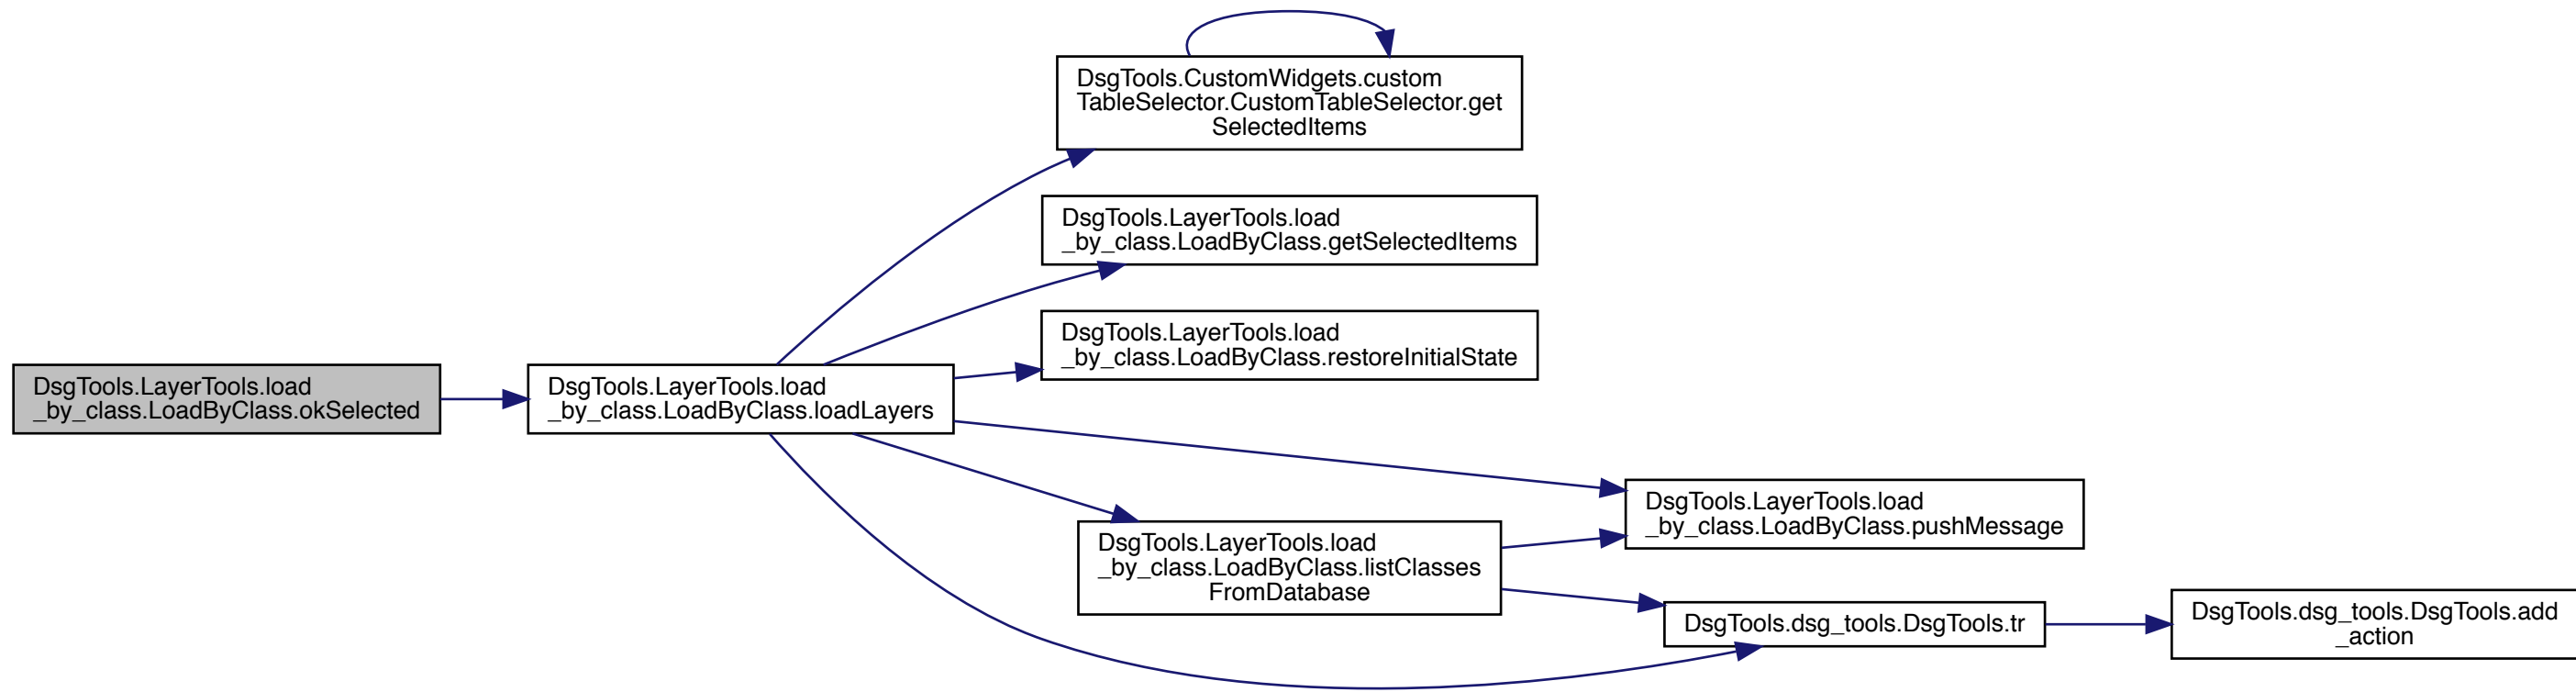 DsgTools.CustomWidgets.custom
TableSelector.CustomTableSelector.get
SelectedItems
DsgTools.LayerTools.load
_by_class.LoadByClass.getSelectedItems
DsgTools.LayerTools.load
_by_class.LoadByClass.restoreInitialState
DsgTools.LayerTools.load
_by_class.LoadByClass.okSelected
DsgTools.LayerTools.load
_by_class.LoadByClass.loadLayers
DsgTools.LayerTools.load
_by_class.LoadByClass.pushMessage
DsgTools.LayerTools.load
_by_class.LoadByClass.listClasses
FromDatabase
DsgTools.dsg_tools.DsgTools.tr
DsgTools.dsg_tools.DsgTools.add
_action